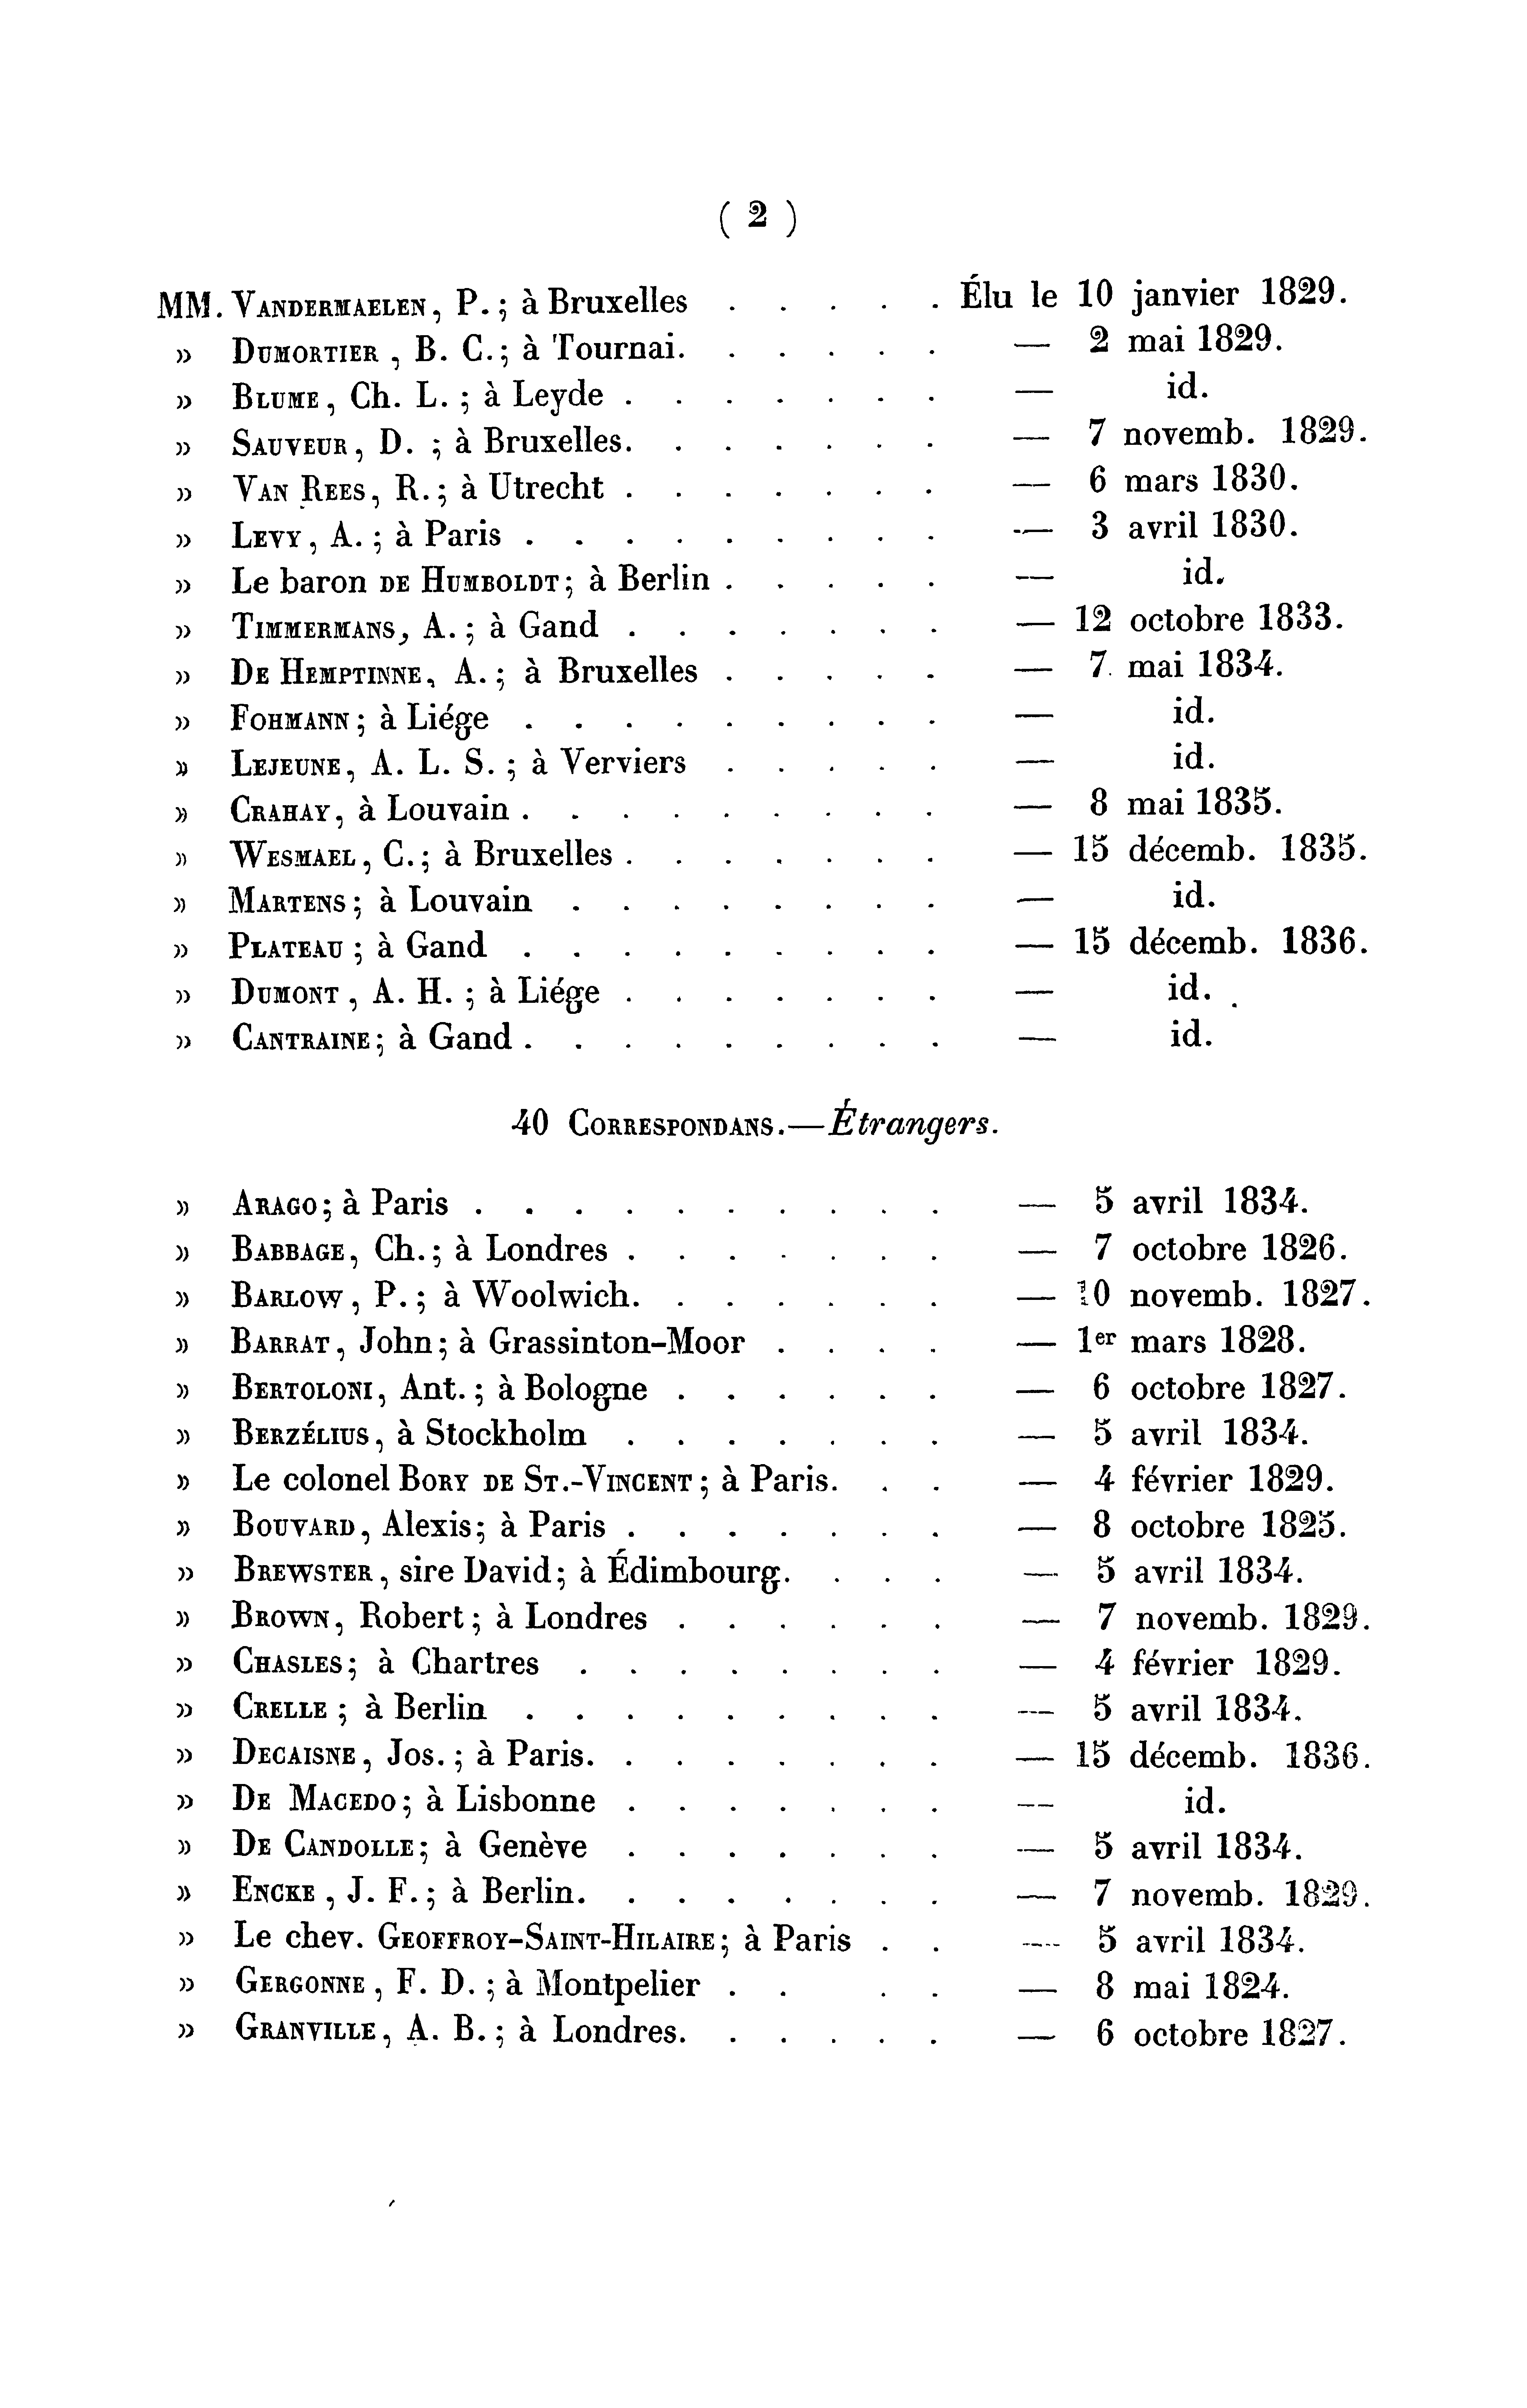 ( 2 )
MM. Vandermaelen, P. ; à Bruxelles . . . . . Élu le 10 janvier 1829.
» Dumortier , B. C. ; à Tournai. . . . . . — 2 mai 1829.
» Blume, Ch. L. ; à Leyde . . . . . . . — id.
» Sauveur, D. ; à Bruxelles. . . . . . . — 7 novemb. 1829.
» Van Rees, R. ; à Utrecht . . . . . . . — 6 mars 1830.
» Levy, A. ; à Paris . . . . . . . . . — 3 avril 1830.
» Le baron de Humboldt ; à Berlin . . . . . — id.
» Timmermans, A. ; à Gand . . . . . . . — 12 octobre 1833.
» De Hemptinne, A. ; à Bruxelles . . . . . — 7 mai 1834.
» Fohmann ; à Liége . . . . . . . . . — id.
» Lejeune, A. L. S. ; à Verviers . . . . . — id.
» Crahay, à Louvain . . . . . . . . . — 8 mai 1835.
» Wesmael, C. ; à Bruxelles . . . . . . . — 15 décemb. 1835.
» Martens ; à Louvain . . . . . . . . — id.
» Plateau ; à Gand . . . . . . . . . — 15 décemb. 1836.
» Dumont , A. H. ; à Liége . . . . . . . — id.
» Cantraine ; à Gand . . . . . . . . . — id.
40 Correspondans.—Étrangers.
» Arago ; à Paris . . . . . . . . . . — 5 avril 1834.
» Babbage, Ch. ; à Londres . . . . . . . — 7 octobre 1826.
» Barlow, P. ; à Woolwich. . . . . . . — 10 novemb. 1827.
» Barrat, John ; à Grassinton-Moor . . . . — 1er mars 1828.
» Bertoloni, Ant. ; à Bologne . . . . . . — 6 octobre 1827.
» Berzélius, à Stockholm . . . . . . . — 5 avril 1834.
» Le colonel Bory de St.-Vincent ; à Paris. . . — 4 février 1829.
» Bouvard, Alexis ; à Paris . . . . . . . — 8 octobre 1825.
» Brewster, sire David ; à Édimbourg. . . . — 5 avril 1834.
» Brown, Robert ; à Londres . . . . . . — 7 novemb. 1829.
» Chasles ; à Chartres . . . . . . . . — 4 février 1829.
» Crelle ; à Berlin . . . . . . . . . — 5 avril 1834.
» Decaisne, Jos. ; à Paris. . . . . . . . — 15 décemb. 1836.
» De Macedo ; à Lisbonne . . . . . . . — id.
» De Candolle ; à Genève . . . . . . . — 5 avril 1834.
» Encke , J. F. ; à Berlin. . . . . . . . — 7 novemb. 1829.
» Le chev. Geoffroy-Saint-Hilaire ; à Paris . . — 5 avril 1834.
» Gergonne , F. D. ; à Montpelier . . . . — 8 mai 1824.
» Granville, A. B. ; à Londres. . . . . . — 6 octobre 1827.